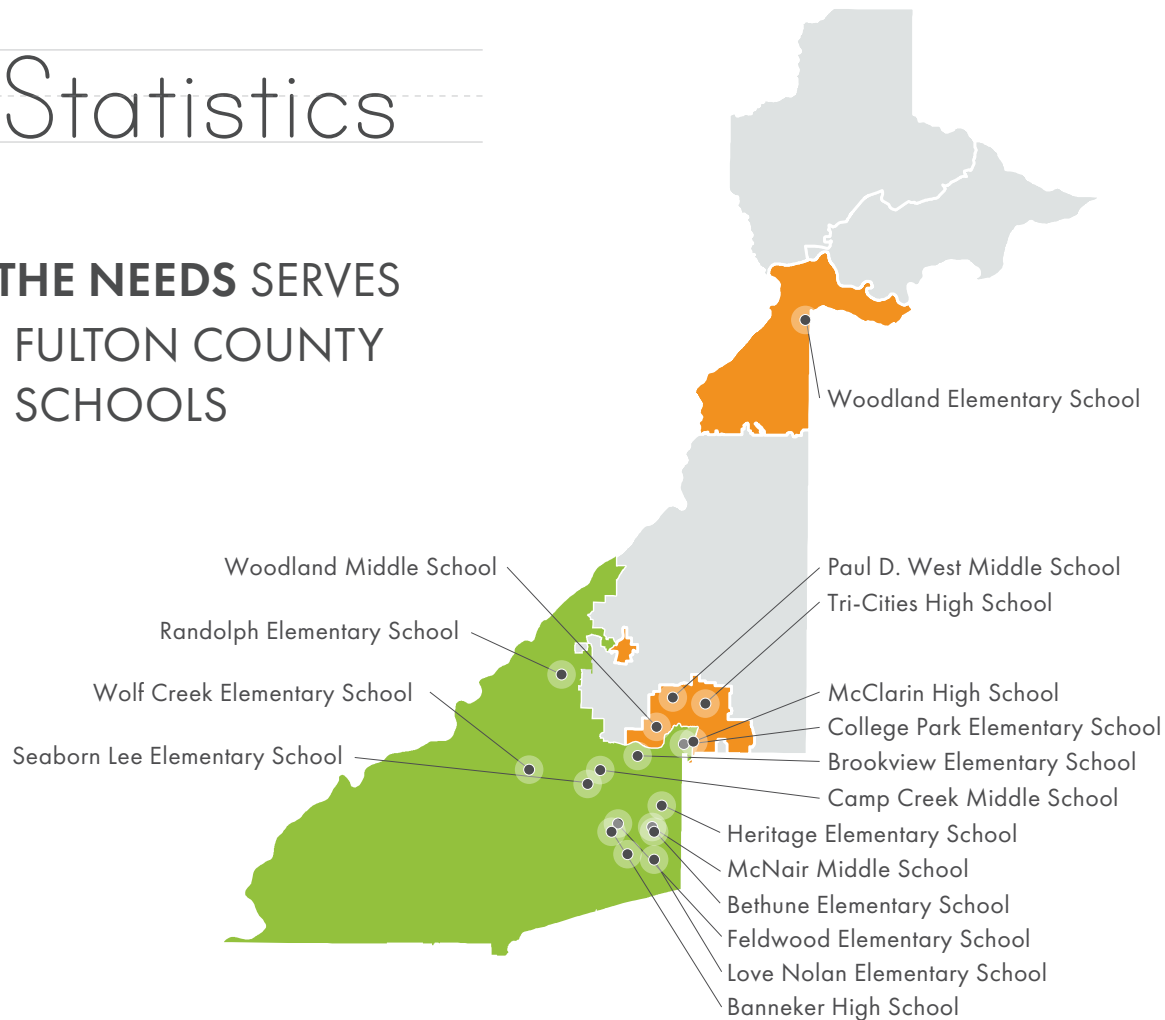 Statistics
THE NEEDS SERVES
FULTON COUNTY
SCHOOLS
Woodland Elementary School
Woodland Middle School
Randolph Elementary School
Wolf Creek Elementary School
Seaborn Lee Elementary School
Paul D. West Middle School
Tri-Cities High School
McClarin High School
College Park Elementary School
Brookview Elementary School
Camp Creek Middle School
Heritage Elementary School
McNair Middle School
Bethune Elementary School
Feldwood Elementary School
Love Nolan Elementary School
Banneker High School